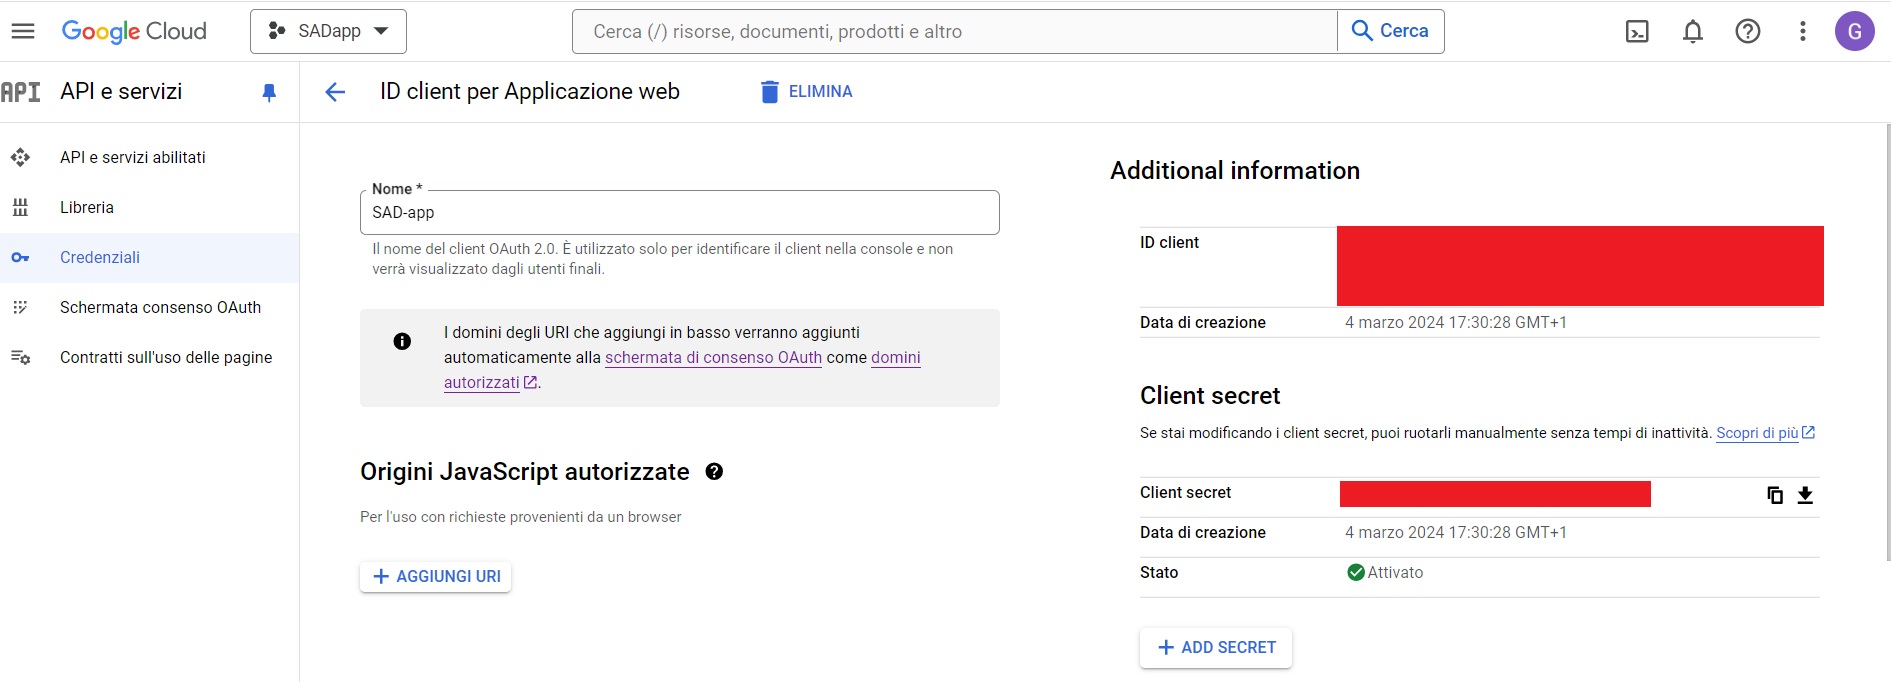 Google Cloud
SADapp
Cerca (/) risorse, documenti, prodotti e altro
Cerca
G
API
API e servizi
ID client per Applicazione web
ELIMINA
API e servizi abilitati
Libreria
Credenziali
Schermata consenso OAuth
Contratti sull'uso delle pagine
Nome *
SAD-app
Il nome del client OAuth 2.0. È utilizzato solo per identificare il client nella console e non
verrà visualizzato dagli utenti finali.
I domini degli URI che aggiungi in basso verranno aggiunti
automaticamente alla schermata di consenso OAuth come domini
autorizzati.
Origini JavaScript autorizzate
Per l'uso con richieste provenienti da un browser
+ AGGIUNGI URI
Additional information
ID client
Data di creazione 4 marzo 2024 17:30:28 GMT+1
Client secret
Se stai modificando i client secret, puoi ruotarli manualmente senza tempi di inattività. Scopri di più
Client secret
Data di creazione 4 marzo 2024 17:30:28 GMT+1
Stato Attivato
+ ADD SECRET